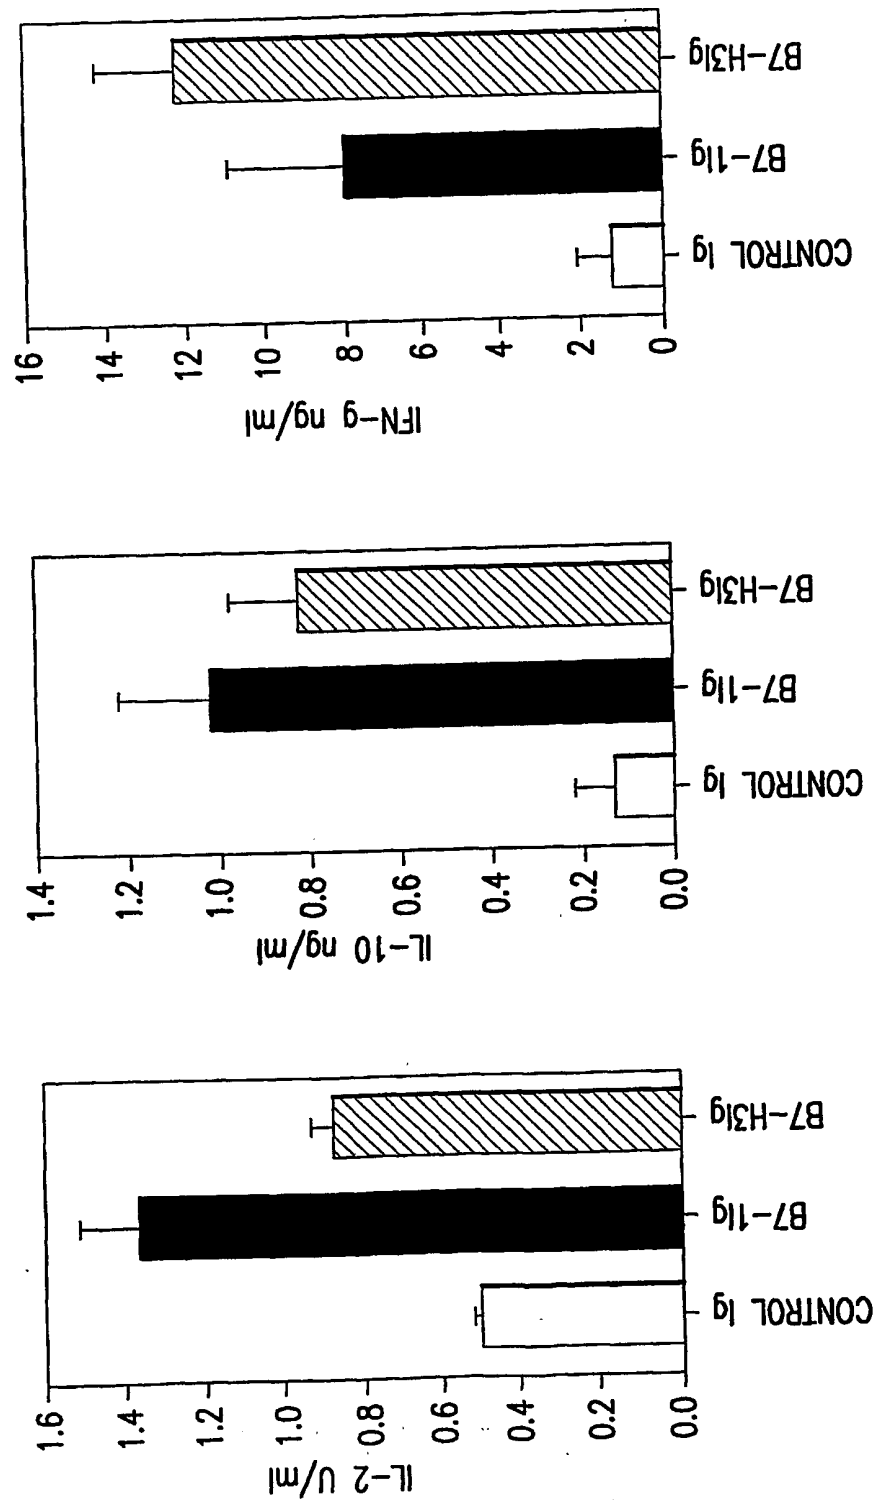 IFN-g ng/ml
16
14
12
10
8
6
4
2
0
CONTROL Ig
B7-1Ig
B7-H3Ig
IL-10 ng/ml
1.4
1.2
1.0
0.8
0.6
0.4
0.2
0.0
CONTROL Ig
B7-1Ig
B7-H3Ig
IL-2 U/ml
1.6
1.4
1.2
1.0
0.8
0.6
0.4
0.2
0.0
CONTROL Ig
B7-1Ig
B7-H3Ig